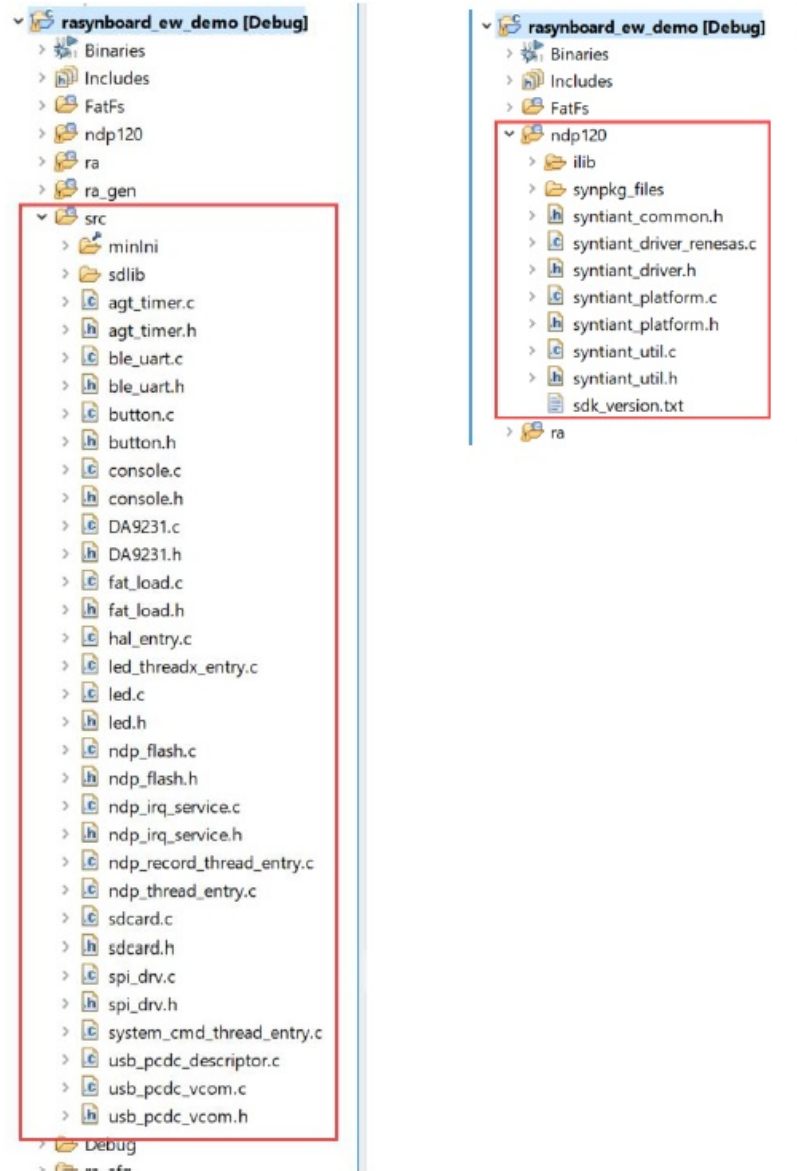 rasynboard_ew_demo [Debug]
Binaries
Includes
FatFs
ndp120
ra
ra_gen
src
minIni
sdlib
agt_timer.c
agt_timer.h
ble_uart.c
ble_uart.h
button.c
button.h
console.c
console.h
DA9231.c
DA9231.h
fat_load.c
fat_load.h
hal_entry.c
led_threadx_entry.c
led.c
led.h
ndp_flash.c
ndp_flash.h
ndp_irq_service.c
ndp_irq_service.h
ndp_record_thread_entry.c
ndp_thread_entry.c
sdcard.c
sdcard.h
spi_drv.c
spi_drv.h
system_cmd_thread_entry.c
usb_pcdc_descriptor.c
usb_pcdc_vcom.c
usb_pcdc_vcom.h
Debug
rasynboard_ew_demo [Debug]
Binaries
Includes
FatFs
ndp120
ilib
synpkg_files
syntiant_common.h
syntiant_driver_renesas.c
syntiant_driver.h
syntiant_platform.c
syntiant_platform.h
syntiant_util.c
syntiant_util.h
sdk_version.txt
ra